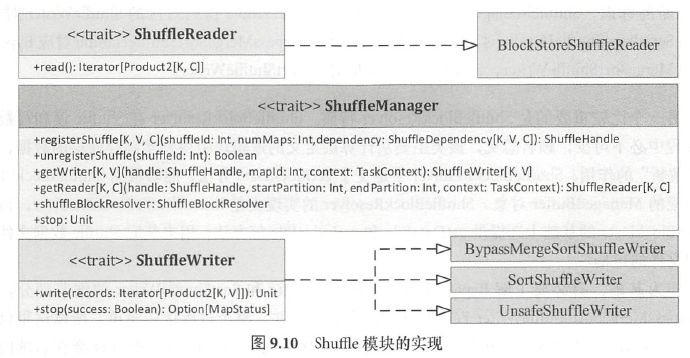 <<trait>> ShuffleReader
+read(): Iterator[Product2[K, C]]
BlockStoreShuffleReader
<<trait>> ShuffleManager
+registerShuffle[K, V, C](shuffleId: Int, numMaps: Int,dependency: ShuffleDependency[K, V, C]): ShuffleHandle
+unregisterShuffle(shuffleId: Int): Boolean
+getWriter[K, V](handle: ShuffleHandle, mapId: Int, context: TaskContext): ShuffleWriter[K, V]
+getReader[K, C](handle: ShuffleHandle, startPartition: Int, endPartition: Int, context: TaskContext): ShuffleReader[K, C]
+shuffleBlockResolver: ShuffleBlockResolver
+stop: Unit
<<trait>> ShuffleWriter
+write(records: Iterator[Product2[K, V]]): Unit
+stop(success: Boolean): Option[MapStatus]
BypassMergeSortShuffleWriter
SortShuffleWriter
UnsafeShuffleWriter
图 9.10 Shuffle 模块的实现